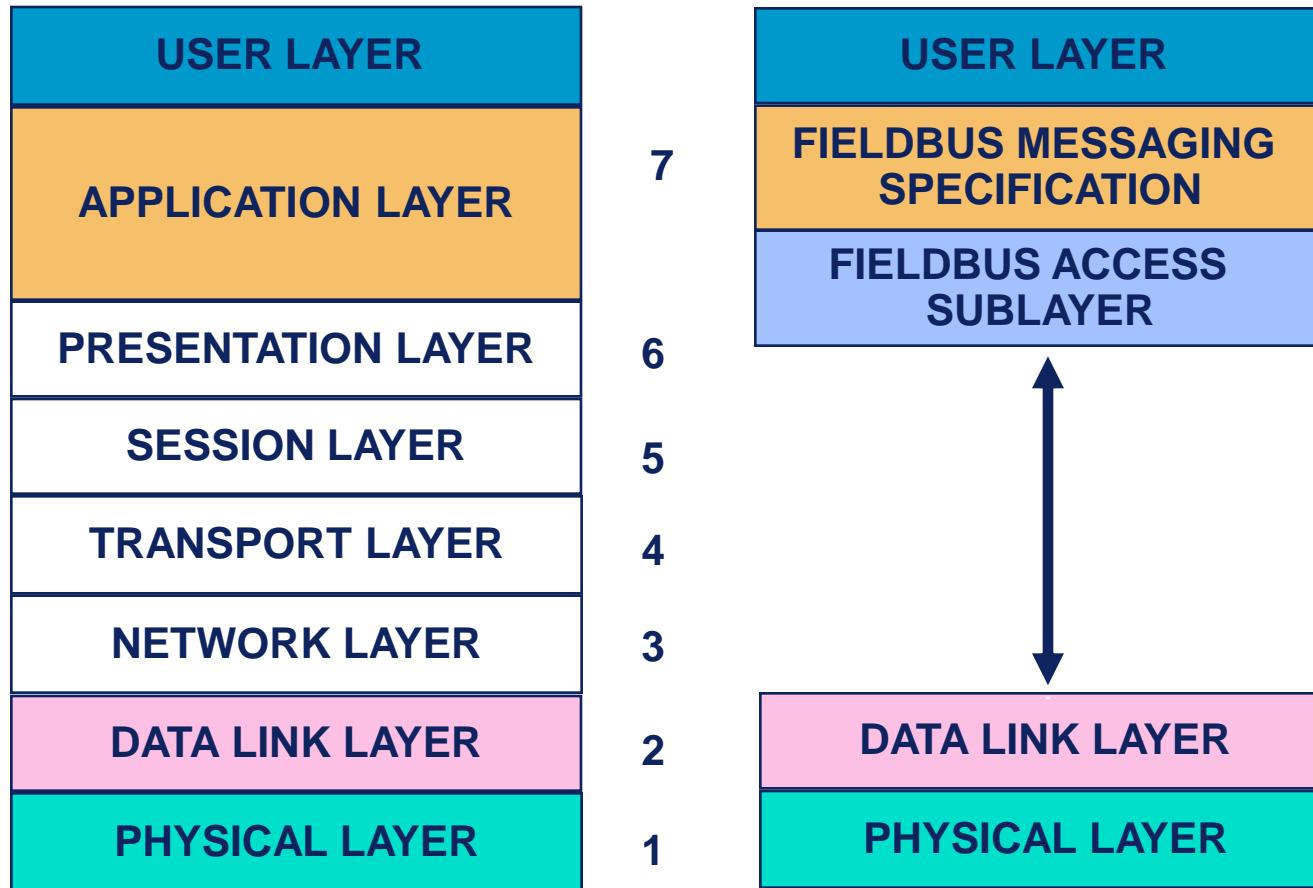 USER LAYER
APPLICATION LAYER
PRESENTATION LAYER
SESSION LAYER
TRANSPORT LAYER
NETWORK LAYER
DATA LINK LAYER
PHYSICAL LAYER
7
6
5
4
3
2
1
USER LAYER
FIELDBUS MESSAGING
SPECIFICATION
FIELDBUS ACCESS
SUBLAYER
DATA LINK LAYER
PHYSICAL LAYER